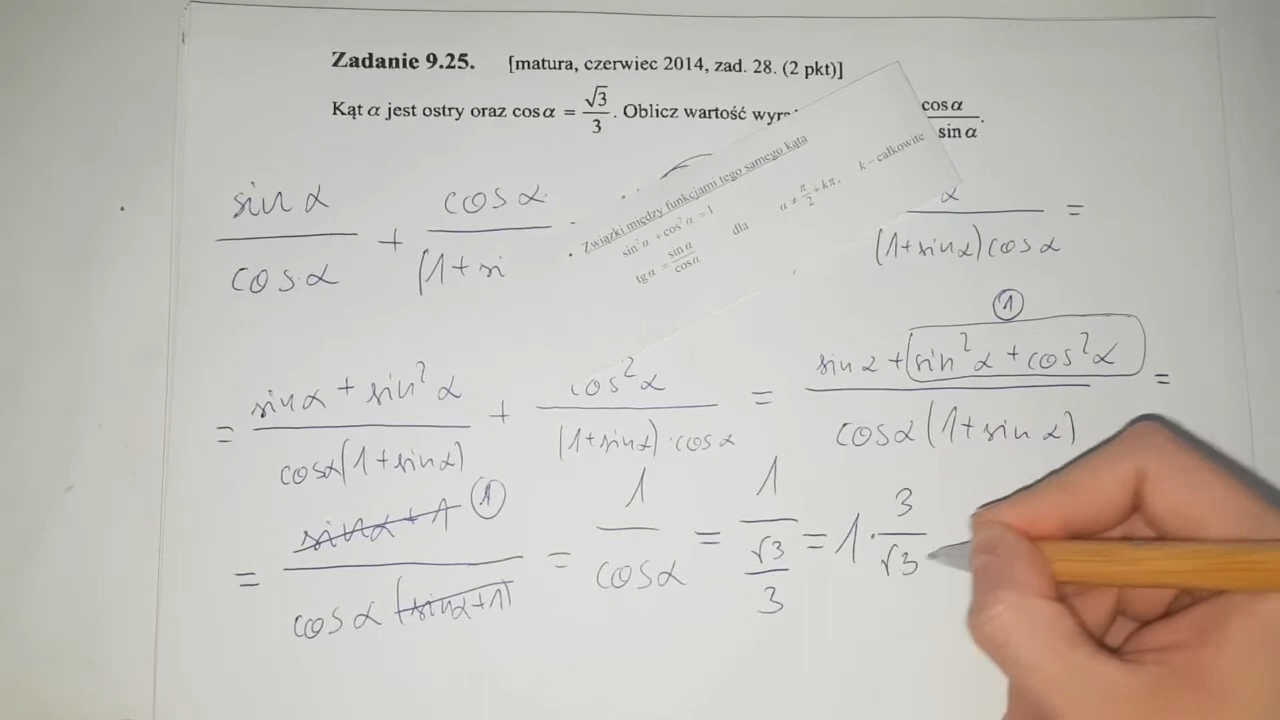 Zadanie 9.25. [matura, czerwiec 2014, zad. 28. (2 pkt)]
Kąt α jest ostry oraz cos α = √3/3. Oblicz wartość cos α / sin α.
Związki między funkcjami tego samego kąta
sin²α + cos²α = 1
tg α = sin α / cos α dla α ≠ π/2 + kπ, k – całkowite
sin α / cos α + cos α / (1+si α / (1+sin α) cos α =
= sin α + sin² α / cos α (1+sin α) + cos² α / (1+sin α) · cos α = sin α + sin² α + cos² α / cos α (1+sin α) =
1
= sin α + 1 / cos α (sin α+1) = 1 / cos α = 1 / √3/3 = 1 · 3/√3
1